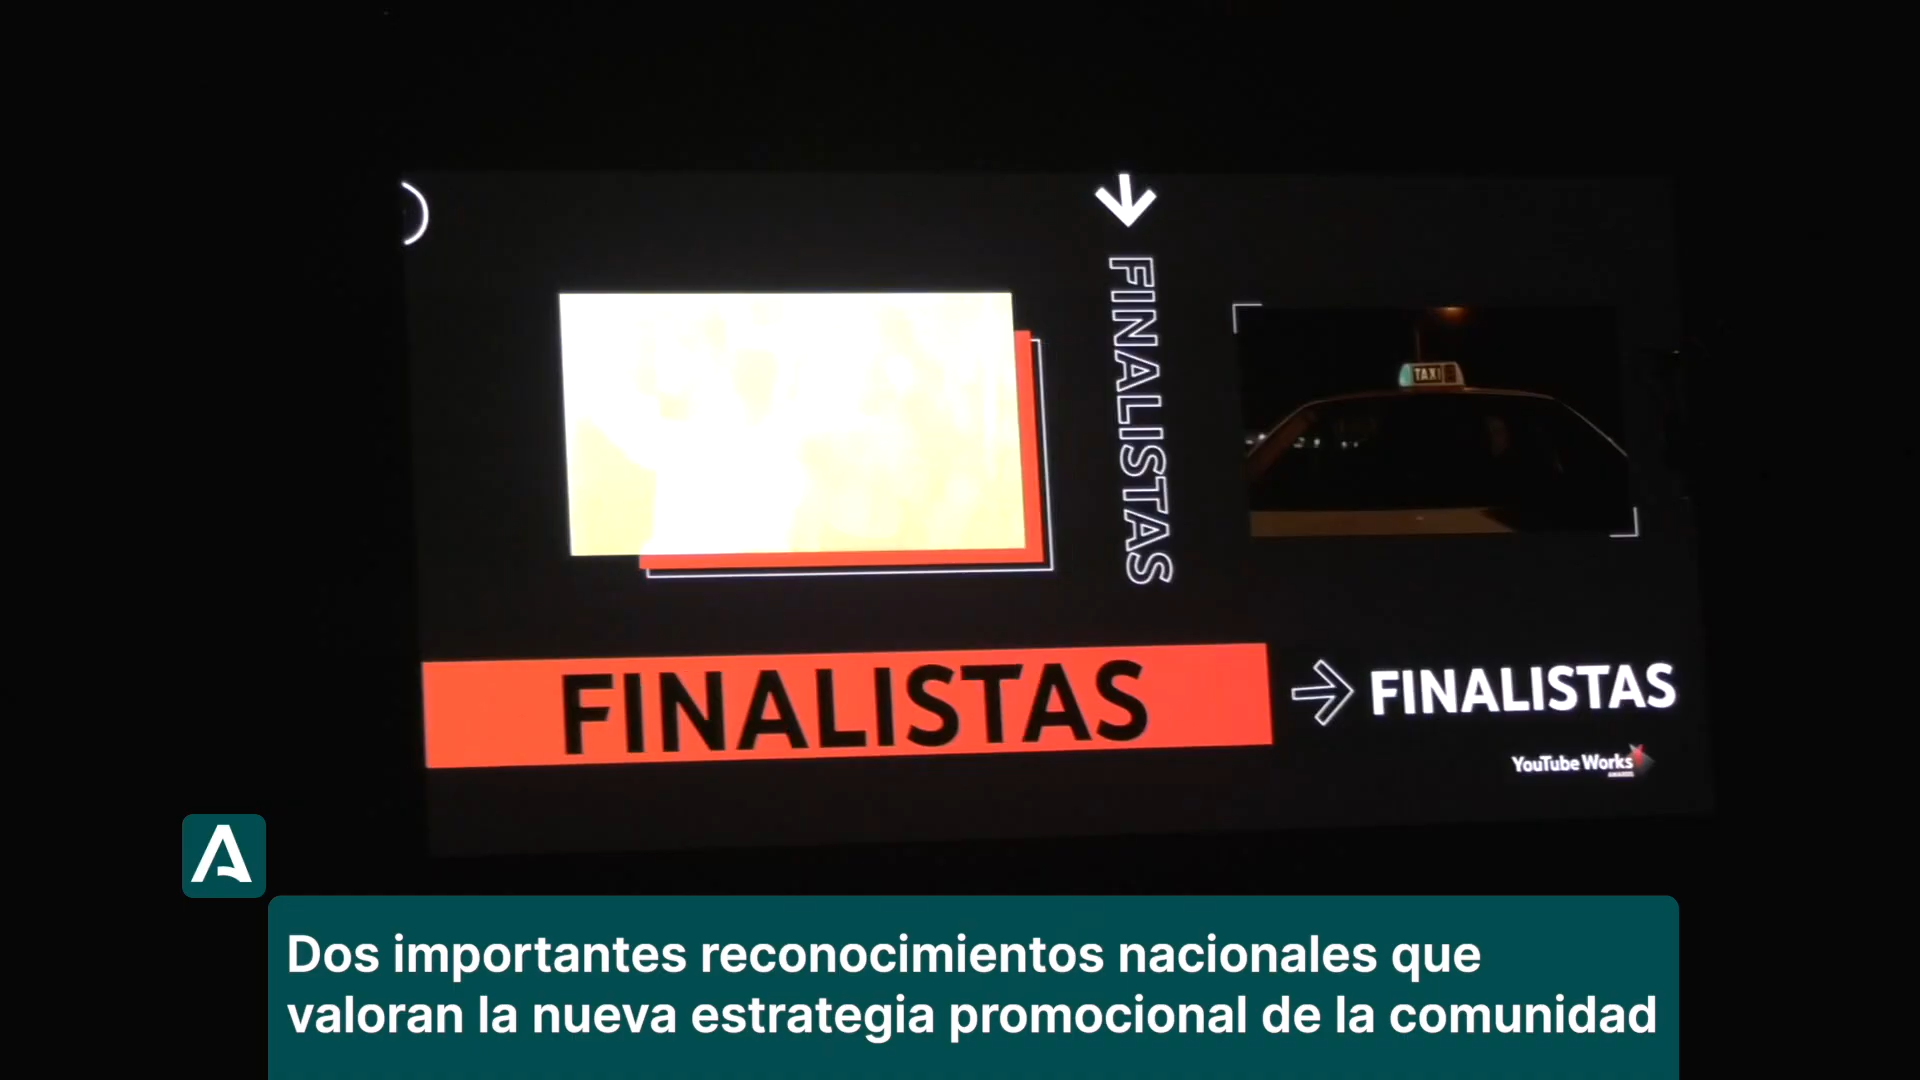 FINALISTAS
TAXI
FINALISTAS
FINALISTAS
YouTube Works
AWARDS
Dos importantes reconocimientos nacionales que
valoran la nueva estrategia promocional de la comunidad